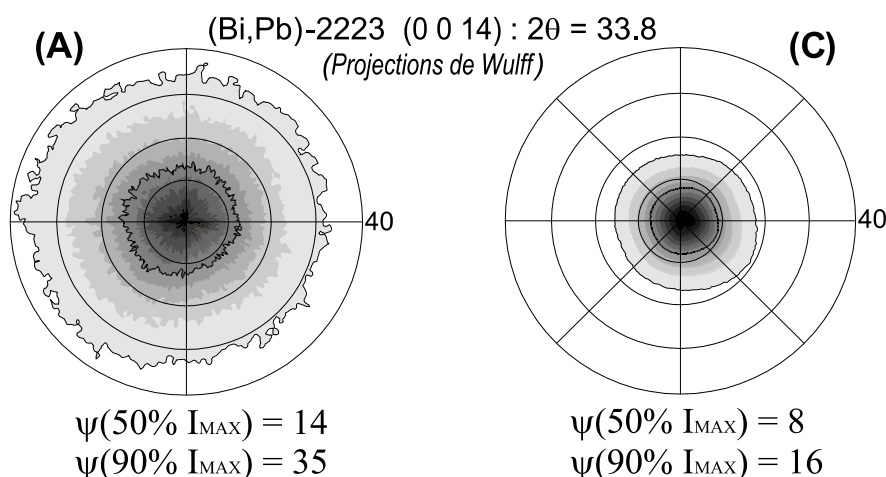 (A)
(Bi,Pb)-2223 (0 0 14) : 2θ = 33.8
(C)
(Projections de Wulff)
40
40
ψ(50% IMAX) = 14
ψ(90% IMAX) = 35
ψ(50% IMAX) = 8
ψ(90% IMAX) = 16